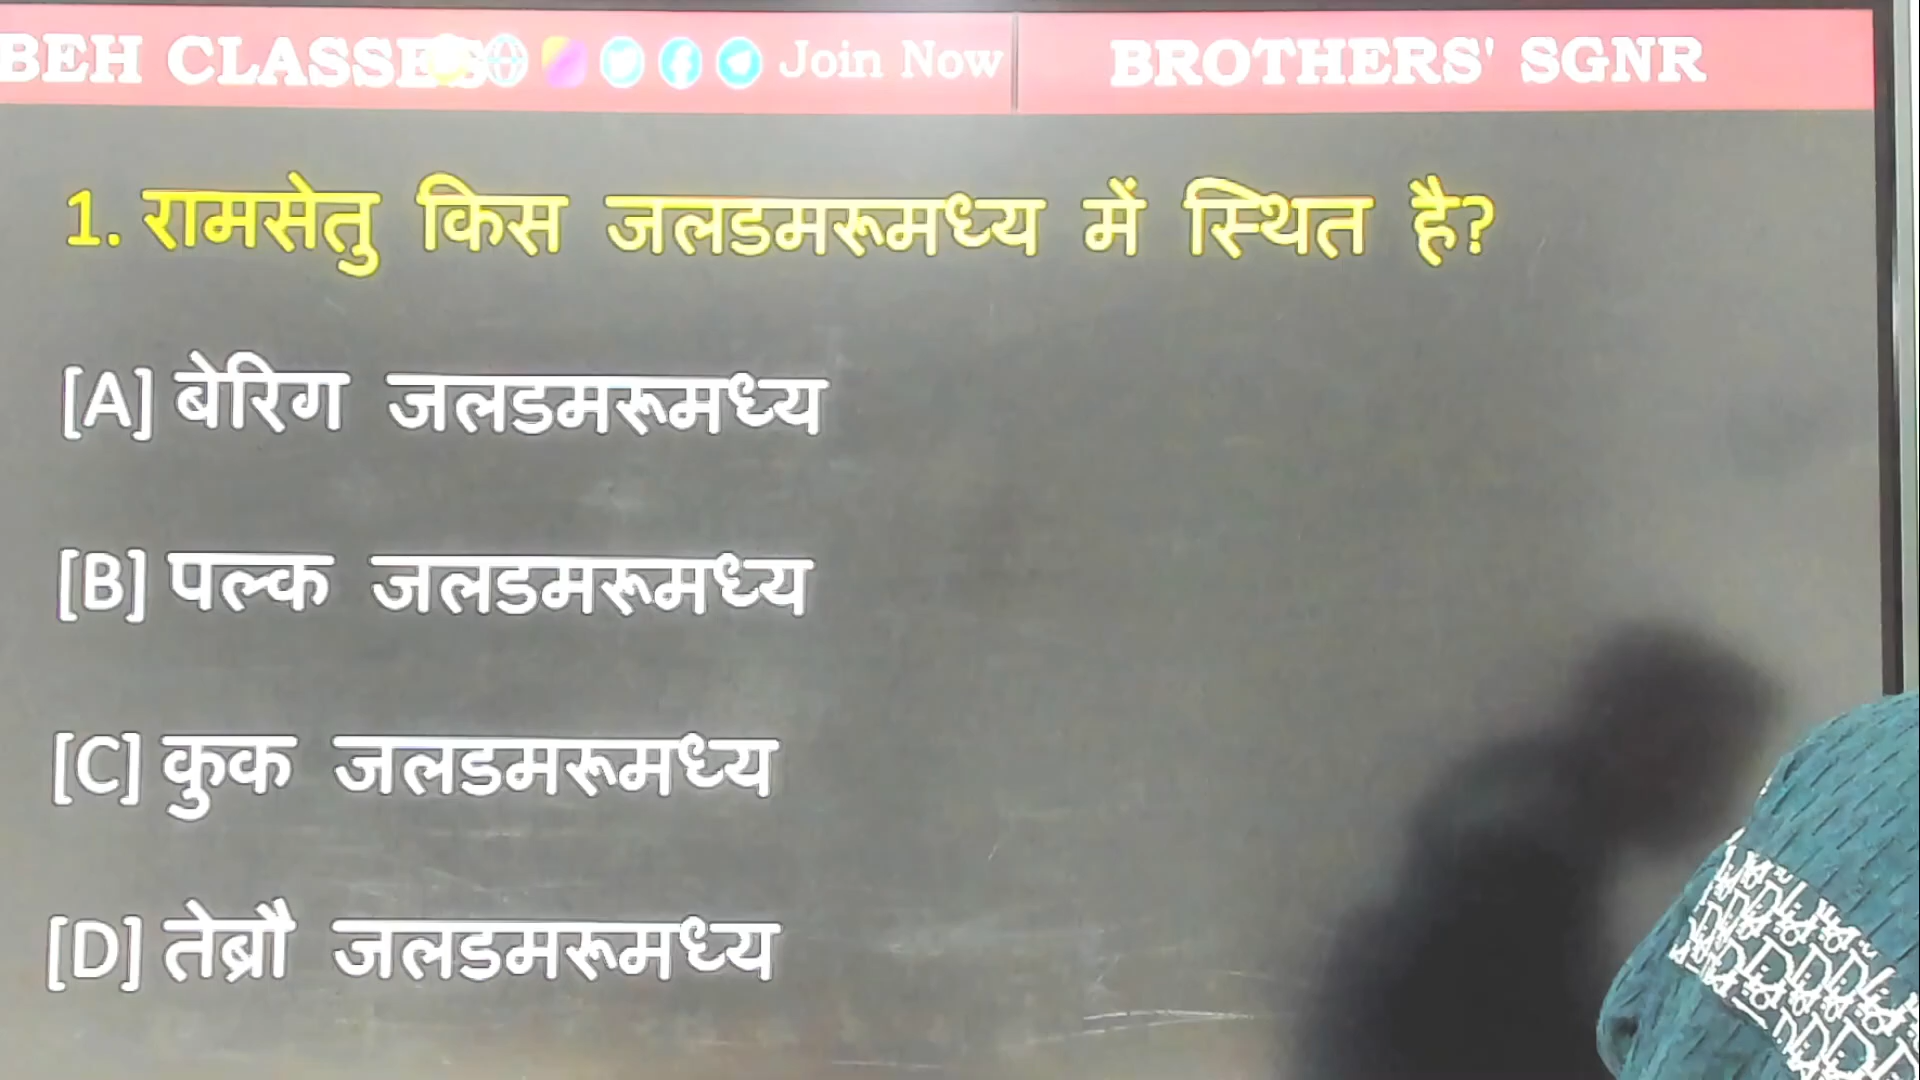 BEH CLASSES Join Now BROTHERS' SGNR
1. रामसेतु किस जलडमरूमध्य में स्थित है?
[A] बेरिग जलडमरूमध्य
[B] पल्क जलडमरूमध्य
[C] कुक जलडमरूमध्य
[D] तेब्रौ जलडमरूमध्य